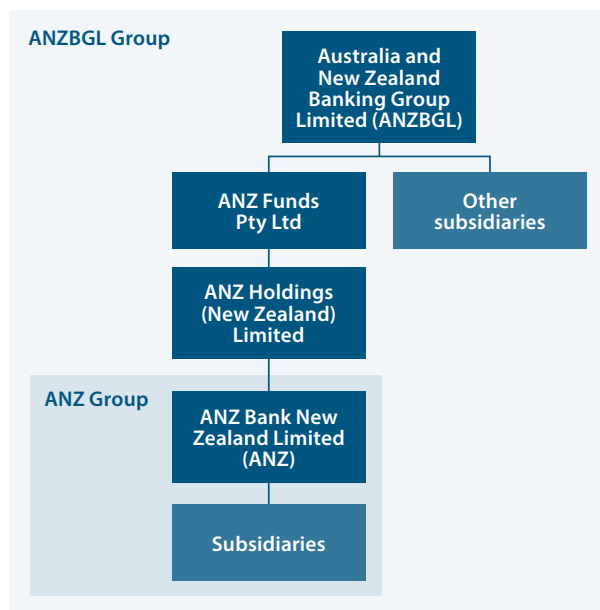 ANZBGL Group
Australia and
New Zealand
Banking Group
Limited (ANZBGL)
ANZ Funds
Pty Ltd
Other
subsidiaries
ANZ Holdings
(New Zealand)
Limited
ANZ Group
ANZ Bank New
Zealand Limited
(ANZ)
Subsidiaries